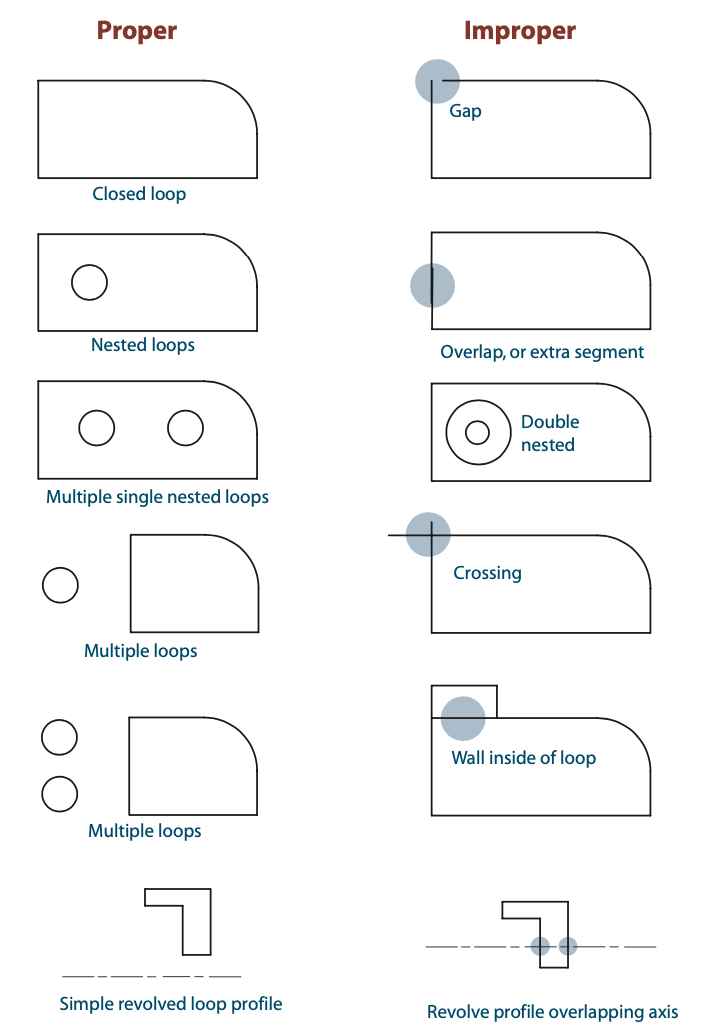 Proper
Improper
Gap
Closed loop
Nested loops
Overlap, or extra segment
Double
nested
Multiple single nested loops
Crossing
Multiple loops
Wall inside of loop
Multiple loops
Simple revolved loop profile
Revolve profile overlapping axis